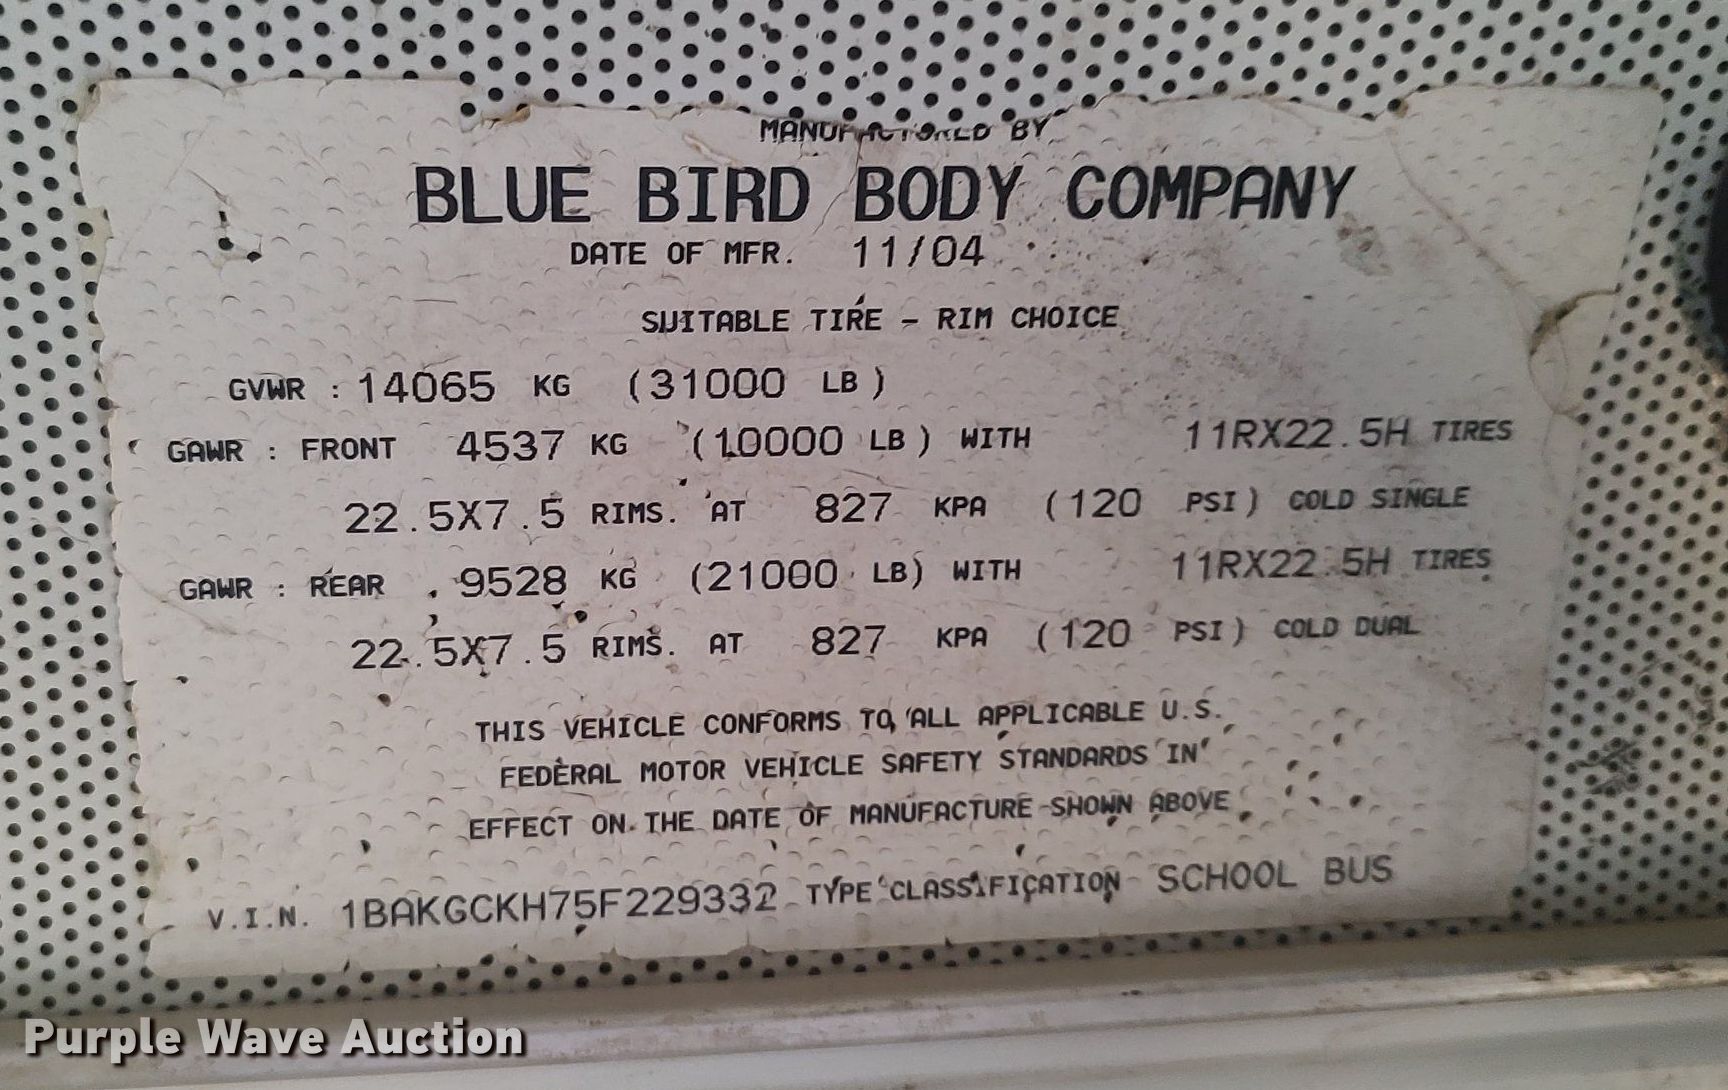 MANUFACTURED BY
BLUE BIRD BODY COMPANY
DATE OF MFR. 11/04
SUITABLE TIRE - RIM CHOICE
GVWR : 14065 KG (31000 LB)
GAWR : FRONT 4537 KG (10000 LB) WITH 11RX22.5H TIRES
22.5X7.5 RIMS. AT 827 KPA (120 PSI) COLD SINGLE
GAWR : REAR 9528 KG (21000 LB) WITH 11RX22.5H TIRES
22.5X7.5 RIMS. AT 827 KPA (120 PSI) COLD DUAL
THIS VEHICLE CONFORMS TO ALL APPLICABLE U.S.
FEDERAL MOTOR VEHICLE SAFETY STANDARDS IN
EFFECT ON THE DATE OF MANUFACTURE SHOWN ABOVE
V.I.N. 1BAKGCKH75F229332 TYPE CLASSIFICATION SCHOOL BUS
Purple Wave Auction